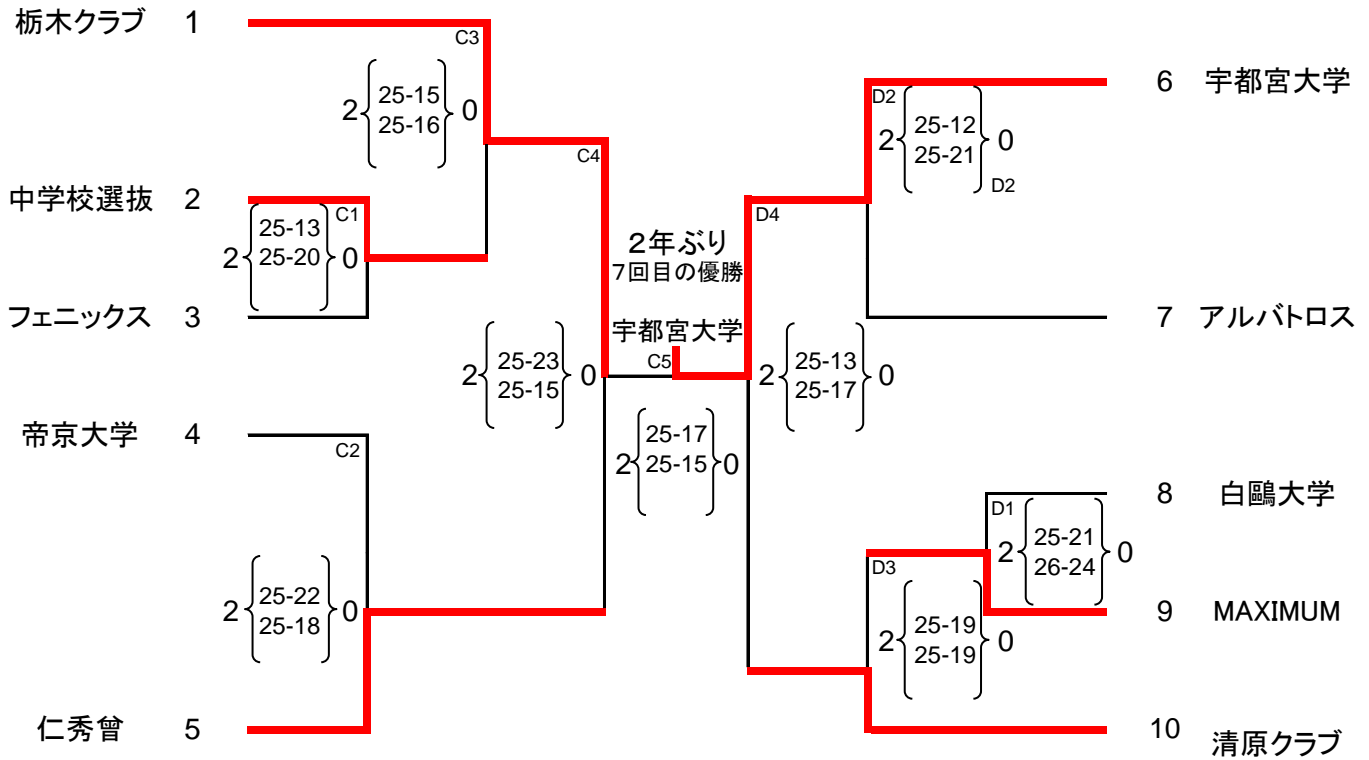 栃木クラブ 1
C3
2 25-15 0
25-16
中学校選抜 2
C1
2 25-13 0
25-20
フェニックス 3
C4
2 25-23 0
25-15
帝京大学 4
C2
2 25-22 0
25-18
仁秀曾 5
2年ぶり
7回目の優勝
宇都宮大学
C5
2 25-17 0
25-15
6 宇都宮大学
D2
2 25-12 0
25-21
D2
D4
7 アルバトロス
2 25-13 0
25-17
8 白鷗大学
D1
2 25-21 0
26-24
9 MAXIMUM
D3
2 25-19 0
25-19
10 清原クラブ